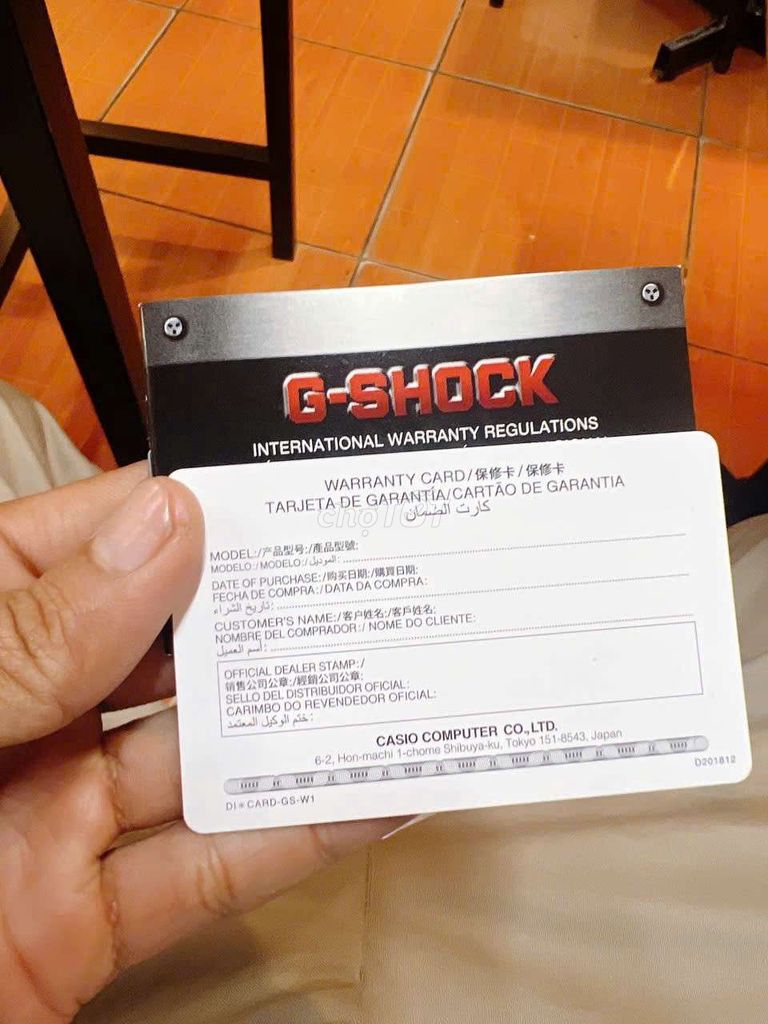 G-SHOCK
INTERNATIONAL WARRANTY REGULATIONS
WARRANTY CARD/保修卡/保修卡
TARJETA DE GARANTÍA/CARTÃO DE GARANTIA
كارت الضمان
chợTỐT
MODEL:/产品型号:/產品型號:
MODELO:/MODELO:/الموديل:
DATE OF PURCHASE:/购买日期:/購買日期:
FECHA DE COMPRA:/DATA DA COMPRA:
تاريخ الشراء:
CUSTOMER'S NAME:/客户姓名:/客戶姓名:
NOMBRE DEL COMPRADOR:/ NOME DO CLIENTE:
أسم العميل:
OFFICIAL DEALER STAMP:/
销售公司公章:/經銷公司公章:
SELLO DEL DISTRIBUIDOR OFICIAL:
CARIMBO DO REVENDEDOR OFICIAL:
ختم الوكيل المعتمد:
CASIO COMPUTER CO.,LTD.
6-2, Hon-machi 1-chome Shibuya-ku, Tokyo 151-8543, Japan
DI✳CARD-GS-W1
D201812